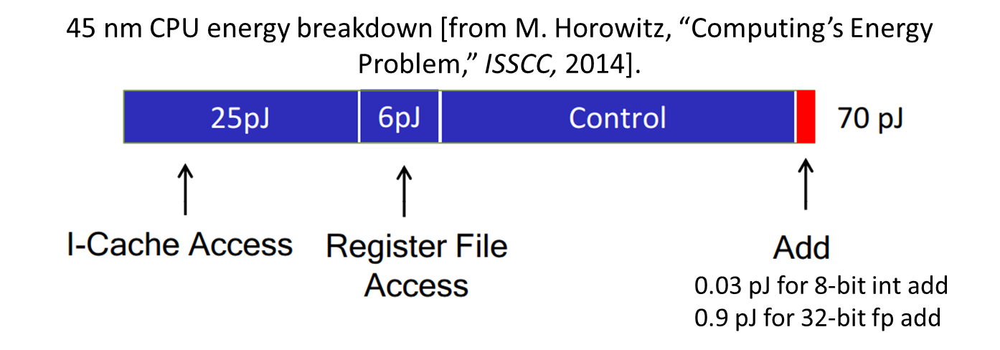 45 nm CPU energy breakdown [from M. Horowitz, “Computing’s Energy
Problem,” ISSCC, 2014].
25pJ
6pJ
Control
70 pJ
I-Cache Access
Register File
Access
Add
0.03 pJ for 8-bit int add
0.9 pJ for 32-bit fp add